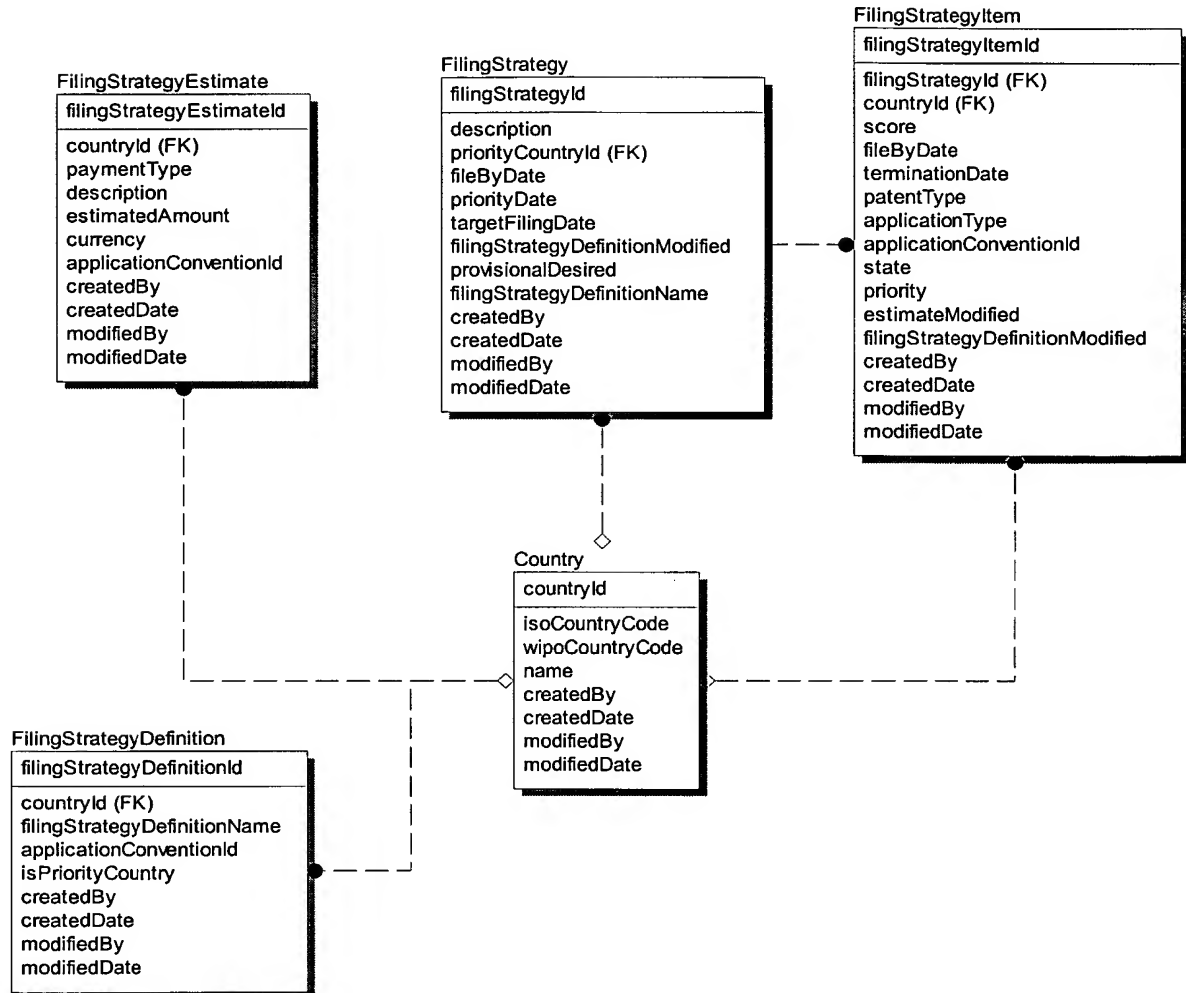 FilingStrategyEstimate
filingStrategyEstimateId
countryId (FK)
paymentType
description
estimatedAmount
currency
applicationConventionId
createdBy
createdDate
modifiedBy
modifiedDate
FilingStrategy
filingStrategyId
description
priorityCountryId (FK)
fileByDate
priorityDate
targetFilingDate
filingStrategyDefinitionModified
provisionalDesired
filingStrategyDefinitionName
createdBy
createdDate
modifiedBy
modifiedDate
FilingStrategyItem
filingStrategyItemId
filingStrategyId (FK)
countryId (FK)
score
fileByDate
terminationDate
patentType
applicationType
applicationConventionId
state
priority
estimateModified
filingStrategyDefinitionModified
createdBy
createdDate
modifiedBy
modifiedDate
Country
countryId
isoCountryCode
wipoCountryCode
name
createdBy
createdDate
modifiedBy
modifiedDate
FilingStrategyDefinition
filingStrategyDefinitionId
countryId (FK)
filingStrategyDefinitionName
applicationConventionId
isPriorityCountry
createdBy
createdDate
modifiedBy
modifiedDate